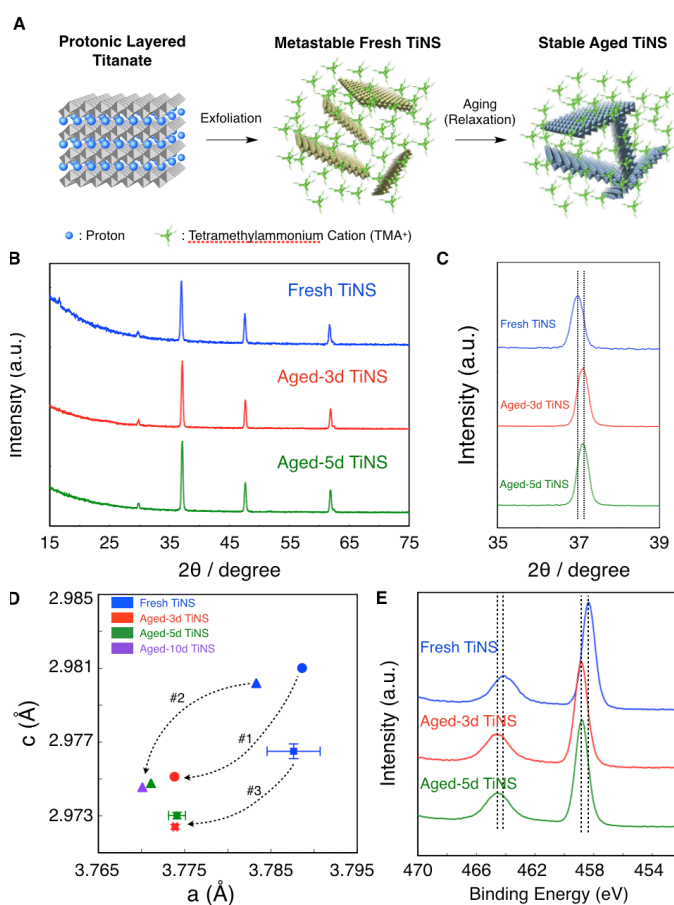 A
Protonic Layered
Titanate
Metastable Fresh TiNS
Stable Aged TiNS
Exfoliation
Aging
(Relaxation)
: Proton
: Tetramethylammonium Cation (TMA+)
B
Fresh TiNS
Aged-3d TiNS
Aged-5d TiNS
Intensity (a.u.)
15 25 35 45 55 65 75
2θ / degree
C
Fresh TiNS
Aged-3d TiNS
Aged-5d TiNS
Intensity (a.u.)
35 37 39
2θ / degree
D
Fresh TiNS
Aged-3d TiNS
Aged-5d TiNS
Aged-10d TiNS
2.985
2.981
2.977
2.973
c (Å)
#2
#1
#3
3.765 3.775 3.785 3.795
a (Å)
E
Fresh TiNS
Aged-3d TiNS
Aged-5d TiNS
Intensity (a.u.)
470 466 462 458 454
Binding Energy (eV)